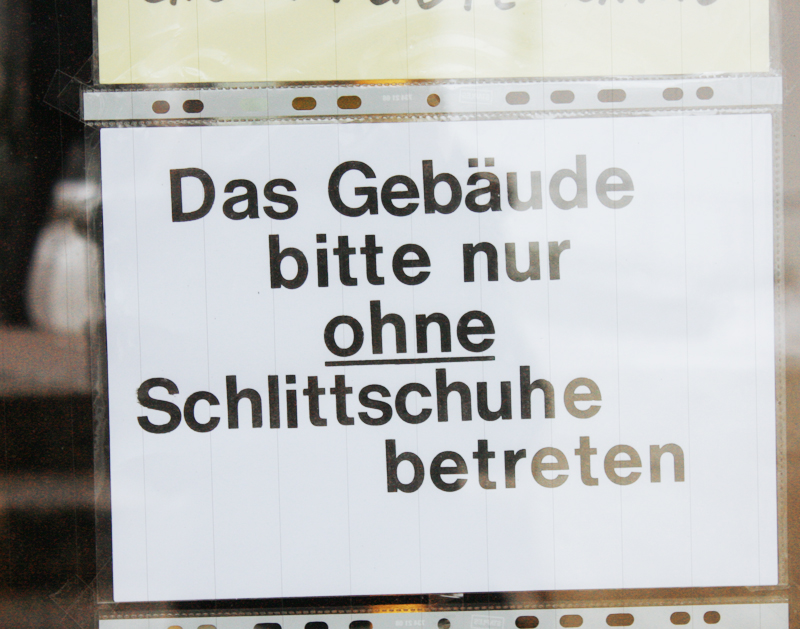 Das Gebäude
bitte nur
ohne
Schlittschuhe
betreten